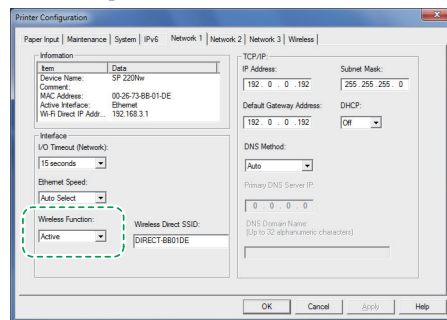 Printer Configuration
Paper Input | Maintenance | System | IPv6 | Network 1 | Network 2 | Network 3 | Wireless
Information
Item Data
Device Name: SP 220Nw
Comment:
MAC Address: 00-26-73-BB-01-DE
Active Interface: Ethernet
Wi-Fi Direct IP Addr... 192.168.3.1
Interface
I/O Timeout (Network):
15 seconds
Ethernet Speed:
Auto Select
Wireless Function:
Active
Wireless Direct SSID:
DIRECT-BB01DE
TCP/IP:
IP Address: Subnet Mask:
192 . 0 . 0 .192 255 .255 .255 . 0
Default Gateway Address: DHCP:
192 . 0 . 0 .192 Off
DNS Method:
Auto
Primary DNS Server IP:
0 . 0 . 0 . 0
DNS Domain Name:
(Up to 32 alphanumeric characters)
OK Cancel Apply Help